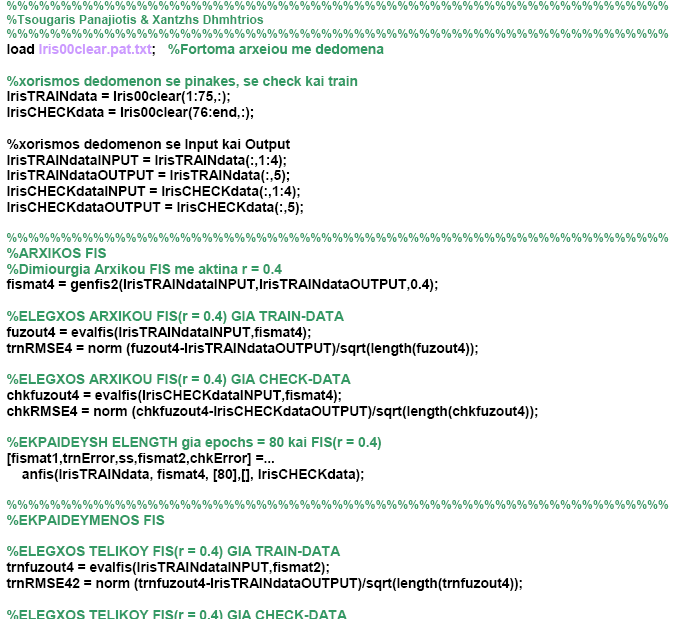 %%%%%%%%%%%%%%%%%%%%%%%%%%%%%%%%%%%%%%%%%%%%%%%%%%%%%%%%%%%%%
%Tsougaris Panajiotis & Xantzhs Dhmhtrios
%%%%%%%%%%%%%%%%%%%%%%%%%%%%%%%%%%%%%%%%%%%%%%%%%%%%%%%%%%%%%
load Iris00clear.pat.txt; %Fortoma arxeiou me dedomena
%xorismos dedomenon se pinakes, se check kai train
IrisTRAINdata = Iris00clear(1:75,:);
IrisCHECKdata = Iris00clear(76:end,:);
%xorismos dedomenon se Input kai Output
IrisTRAINdataINPUT = IrisTRAINdata(:,1:4);
IrisTRAINdataOUTPUT = IrisTRAINdata(:,5);
IrisCHECKdataINPUT = IrisCHECKdata(:,1:4);
IrisCHECKdataOUTPUT = IrisCHECKdata(:,5);
%%%%%%%%%%%%%%%%%%%%%%%%%%%%%%%%%%%%%%%%%%%%%%%%%%%%%%%%%%%%%
%ARXIKOS FIS
%Dimiourgia Arxikou FIS me aktina r = 0.4
fismat4 = genfis2(IrisTRAINdataINPUT,IrisTRAINdataOUTPUT,0.4);
%ELEGXOS ARXIKOU FIS(r = 0.4) GIA TRAIN-DATA
fuzout4 = evalfis(IrisTRAINdataINPUT,fismat4);
trnRMSE4 = norm (fuzout4-IrisTRAINdataOUTPUT)/sqrt(length(fuzout4));
%ELEGXOS ARXIKOU FIS(r = 0.4) GIA CHECK-DATA
chkfuzout4 = evalfis(IrisCHECKdataINPUT,fismat4);
chkRMSE4 = norm (chkfuzout4-IrisCHECKdataOUTPUT)/sqrt(length(chkfuzout4));
%EKPAIDEYSH ELENGTH gia epochs = 80 kai FIS(r = 0.4)
[fismat1,trnError,ss,fismat2,chkError] =...
anfis(IrisTRAINdata, fismat4, [80],[], IrisCHECKdata);
%%%%%%%%%%%%%%%%%%%%%%%%%%%%%%%%%%%%%%%%%%%%%%%%%%%%%%%%%%%%%
%EKPAIDEYMENOS FIS
%ELEGXOS TELIKOY FIS(r = 0.4) GIA TRAIN-DATA
trnfuzout4 = evalfis(IrisTRAINdataINPUT,fismat2);
trnRMSE42 = norm (trnfuzout4-IrisTRAINdataOUTPUT)/sqrt(length(trnfuzout4));
%ELEGXOS TELIKOY FIS(r = 0.4) GIA CHECK-DATA